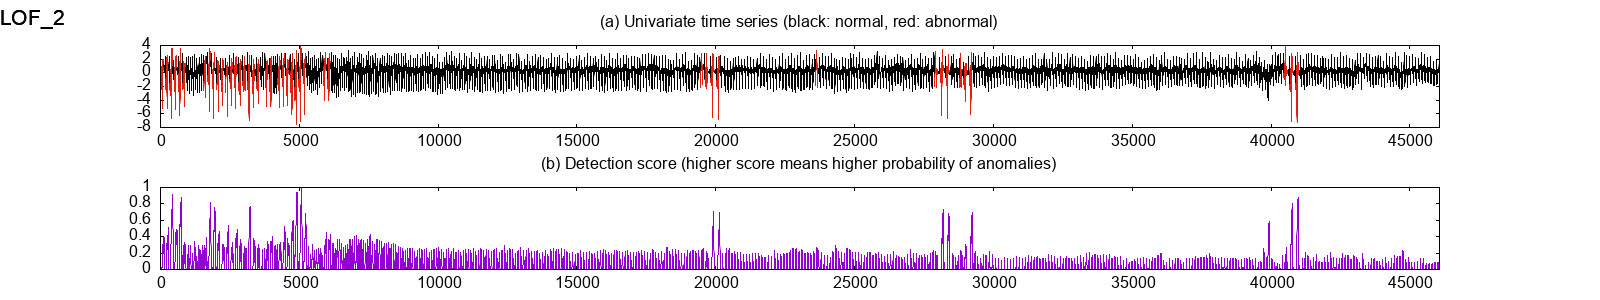 LOF_2
(a) Univariate time series (black: normal, red: abnormal)
4
2
0
-2
-4
-6
-8
0 5000 10000 15000 20000 25000 30000 35000 40000 45000
(b) Detection score (higher score means higher probability of anomalies)
1
0.8
0.6
0.4
0.2
0
0 5000 10000 15000 20000 25000 30000 35000 40000 45000